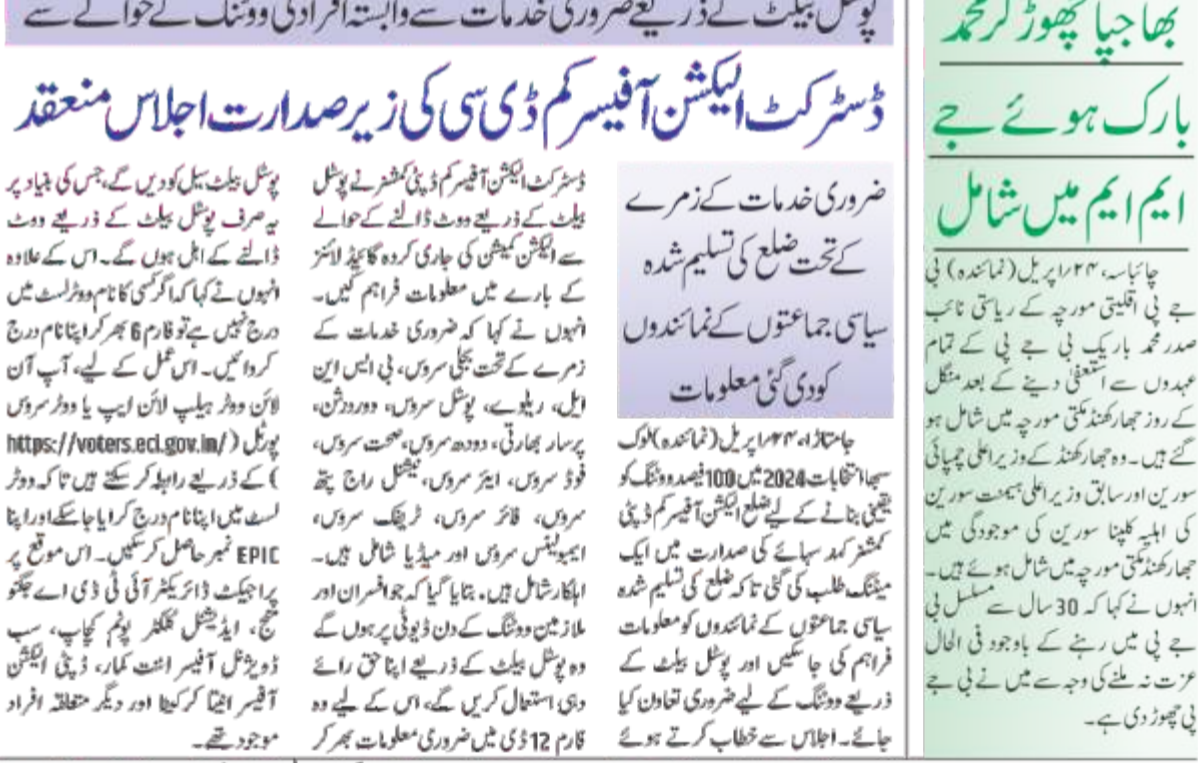 پوسٹل بیلٹ کے ذریعے ضروری خدمات سے وابستہ افراد کی ووٹنگ کے حوالے سے
ڈسٹرکٹ الیکشن آفیسر کم ڈی سی کی زیر صدارت اجلاس منعقد
ضروری خدمات کے زمرے
کے تحت ضلع کی تسلیم شدہ
سیاسی جماعتوں کے نمائندوں
کو دی گئی معلومات
جامتاڑا، ۲۴؍اپریل (نمائندہ) لوک
سبھا انتخابات 2024 میں 100 فیصد ووٹنگ کو
یقینی بنانے کے لیے ضلع الیکشن آفیسر کم ڈپٹی
کمشنر کمد سہائے کی صدارت میں ایک
میٹنگ طلب کی گئی تاکہ ضلع کی تسلیم شدہ
سیاسی جماعتوں کے نمائندوں کو معلومات
فراہم کی جا سکیں اور پوسٹل بیلٹ کے
ذریعے ووٹنگ کے لیے ضروری تعاون کیا
جائے۔ اجلاس سے خطاب کرتے ہوئے
ڈسٹرکٹ الیکشن آفیسر کم ڈپٹی کمشنر نے پوسٹل
بیلٹ کے ذریعے ووٹ ڈالنے کے حوالے
سے الیکشن کمیشن کی جاری کردہ گائیڈ لائنز
کے بارے میں معلومات فراہم کیں۔
انہوں نے کہا کہ ضروری خدمات کے
زمرے کے تحت بجلی سروس، بی ایس این
ایل، ریلوے، پوسٹل سروس، دوردرشن،
پرسار بھارتی، دودھ سروس، صحت سروس،
فوڈ سروس، ایئر سروس، نیشنل راج پتھ
سروس، فائر سروس، ٹریفک سروس،
ایمبولینس سروس اور میڈیا شامل ہیں۔
اہلکار شامل ہیں۔ بتایا گیا کہ جو افسران اور
ملازمین ووٹنگ کے دن ڈیوٹی پر ہوں گے
وہ پوسٹل بیلٹ کے ذریعے اپنا حق رائے
دہی استعمال کریں گے، اس کے لیے وہ
فارم 12 ڈی میں ضروری معلومات بھر کر
پوسٹل بیلٹ سیل کو دیں گے، جس کی بنیاد پر
یہ صرف پوسٹل بیلٹ کے ذریعے ووٹ
ڈالنے کے اہل ہوں گے۔ اس کے علاوہ
انہوں نے کہا کہ اگر کسی کا نام ووٹر لسٹ میں
درج نہیں ہے تو فارم 6 بھر کر اپنا نام درج
کروائیں۔ اس عمل کے لیے، آپ آن
لائن ووٹر ہیلپ لائن ایپ یا ووٹر سروس
پورٹل (https://voters.eci.gov.in/
) کے ذریعے رابطہ کر سکتے ہیں تاکہ ووٹر
لسٹ میں اپنا نام درج کرایا جا سکے اور اپنا
EPIC نمبر حاصل کر سکیں۔ اس موقع پر
پراجیکٹ ڈائریکٹر آئی ٹی ڈی اے جگنو
منج، ایڈیشنل کلکٹر پونم کچاپ، سب
ڈویژنل آفیسر اننت کمار، ڈپٹی الیکشن
آفیسر انیتا کرکیٹا اور دیگر متعلقہ افراد
موجود تھے۔
بھاجپا چھوڑ کر محمد
بارک ہوئے جے
ایم ایم میں شامل
چائباسہ، ۲۴؍اپریل (نمائندہ) بی
جے پی اقلیتی مورچہ کے ریاستی نائب
صدر محمد باریک بی جے پی کے تمام
عہدوں سے استعفیٰ دینے کے بعد منگل
کے روز جھارکھنڈ مکتی مورچہ میں شامل ہو
گئے ہیں۔ وہ جھارکھنڈ کے وزیر اعلی چمپائی
سورین اور سابق وزیر اعلی ہیمنت سورین
کی اہلیہ کلپنا سورین کی موجودگی میں
جھارکھنڈ مکتی مورچہ میں شامل ہوئے ہیں۔
انہوں نے کہا کہ 30 سال سے مسلسل بی
جے پی میں رہنے کے باوجود فی الحال
عزت نہ ملنے کی وجہ سے میں نے بی جے
پی چھوڑ دی ہے۔